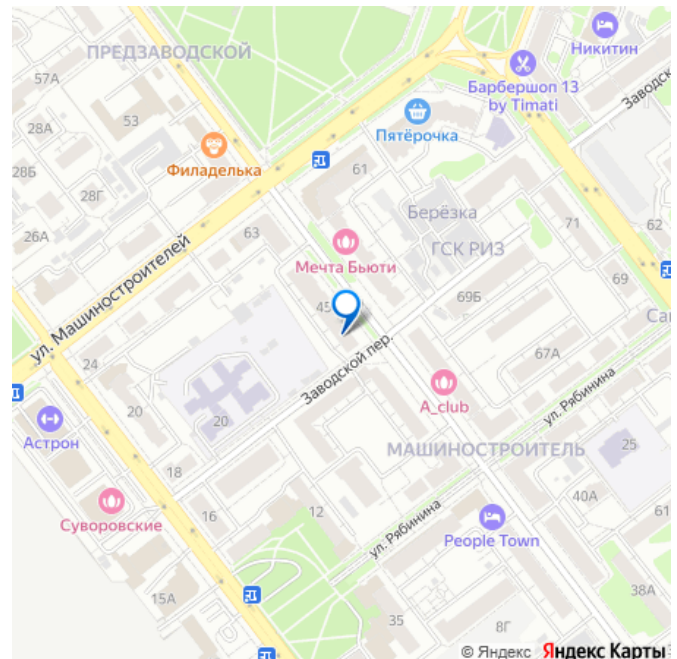 Никитин
ПРЕДЗАВОДСКОЙ
57А
Барбершоп 13
by Timati
53
28А
Пятёрочка
Филаделька
61
28Б
28Г
Берёзка
26А
63
71
62
ГСК РИЗ
Мечта Бьюти
69
ул. Машиностроителей
69Б
45
24
67А
Заводской пер.
20
20
A_club
ул. Рябинина
Астрон
МАШИНОСТРОИТЕЛЬ
25
18
40А
61
Суворовские
16
12
People Town
ул. Рябинина
15А
38А
35
8Г
© Яндекс Яндекс Карты